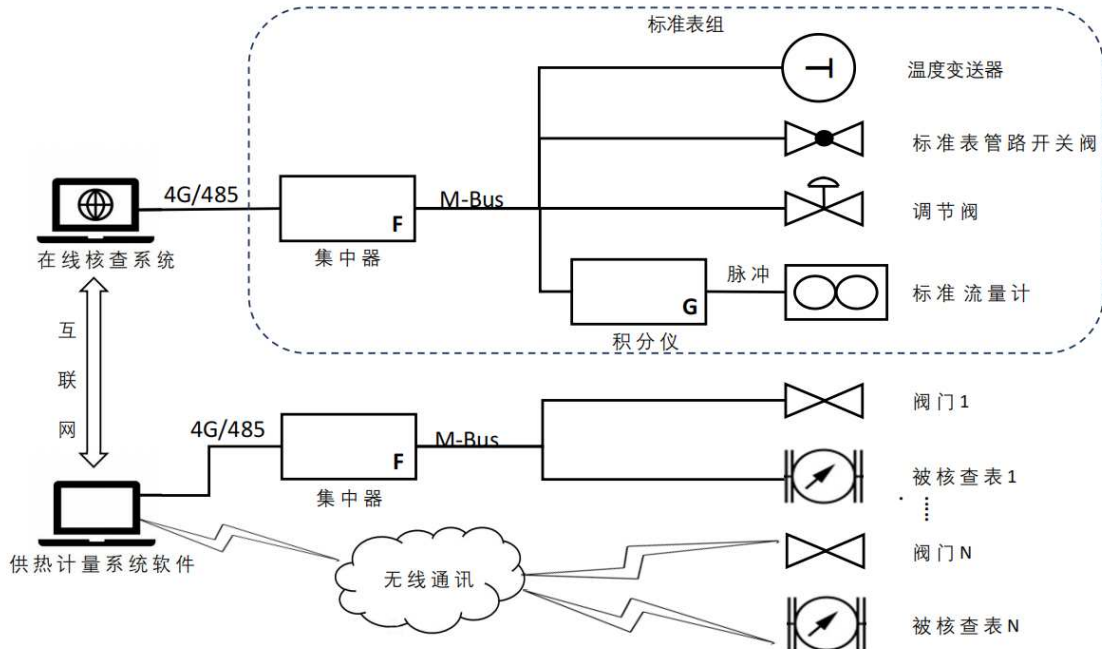 标准表组
温度变送器
标准表管路开关阀
4G/485
F
M-Bus
调节阀
在线核查系统
集中器
脉冲
标准流量计
G
积分仪
互
联
网
阀门1
4G/485
F
M-Bus
集中器
被核查表1
供热计量系统软件
无线通讯
阀门N
被核查表N